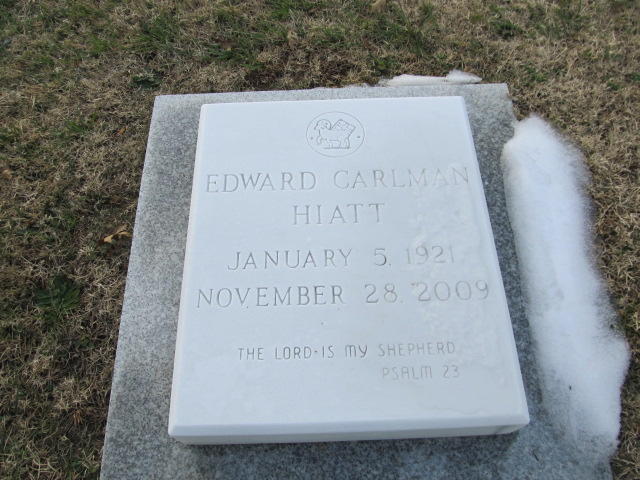 EDWARD CARLMAN
HIATT
JANUARY 5, 1921
NOVEMBER 28, 2009
THE LORD IS MY SHEPHERD
PSALM 23